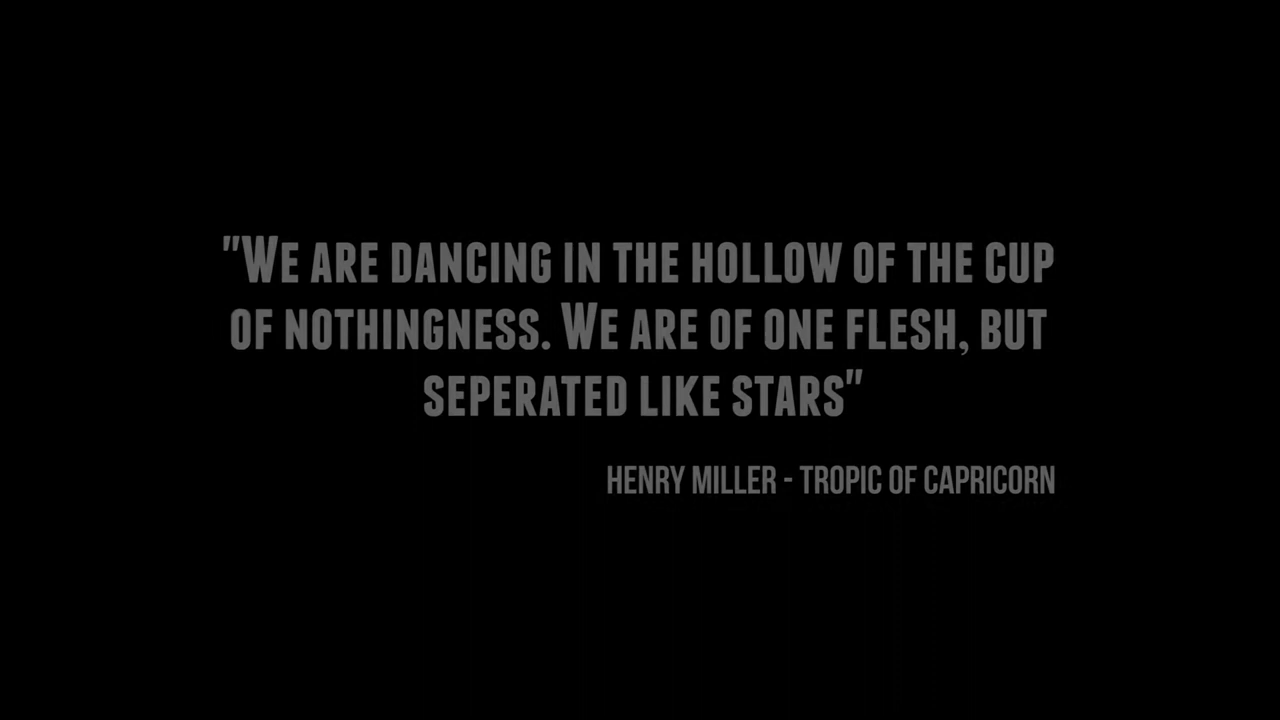 "We are dancing in the hollow of the cup
of nothingness. We are of one flesh, but
seperated like stars"
Henry Miller - Tropic of Capricorn